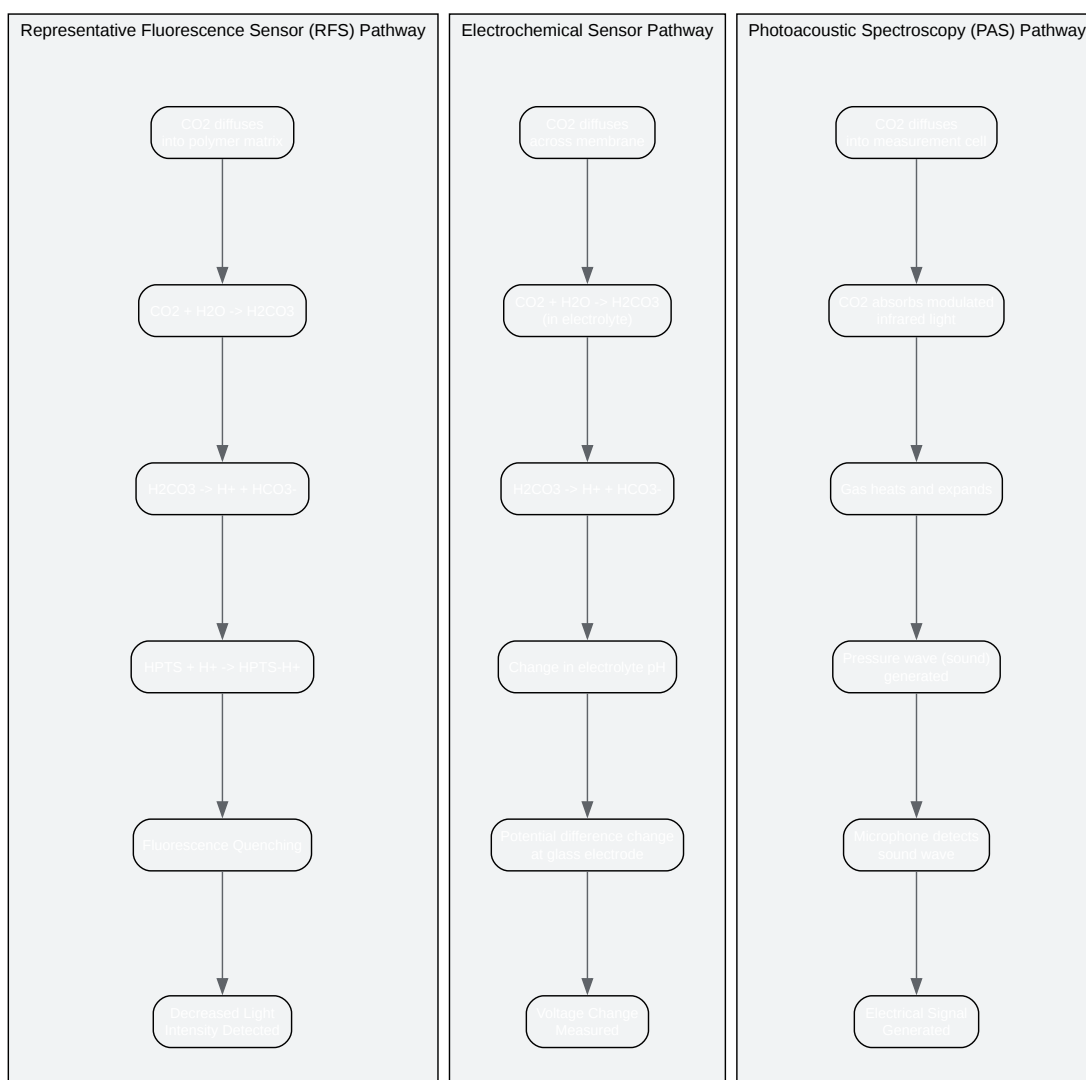 Representative Fluorescence Sensor (RFS) Pathway
CO2 diffuses
into polymer matrix
CO2 + H2O -> H2CO3
H2CO3 -> H+ + HCO3-
HPTS + H+ -> HPTS-H+
Fluorescence Quenching
Decreased Light
Intensity Detected
Electrochemical Sensor Pathway
CO2 diffuses
across membrane
CO2 + H2O -> H2CO3
(in electrolyte)
H2CO3 -> H+ + HCO3-
Change in electrolyte pH
Potential difference change
at glass electrode
Voltage Change
Measured
Photoacoustic Spectroscopy (PAS) Pathway
CO2 diffuses
into measurement cell
CO2 absorbs modulated
infrared light
Gas heats and expands
Pressure wave (sound)
generated
Microphone detects
sound wave
Electrical Signal
Generated